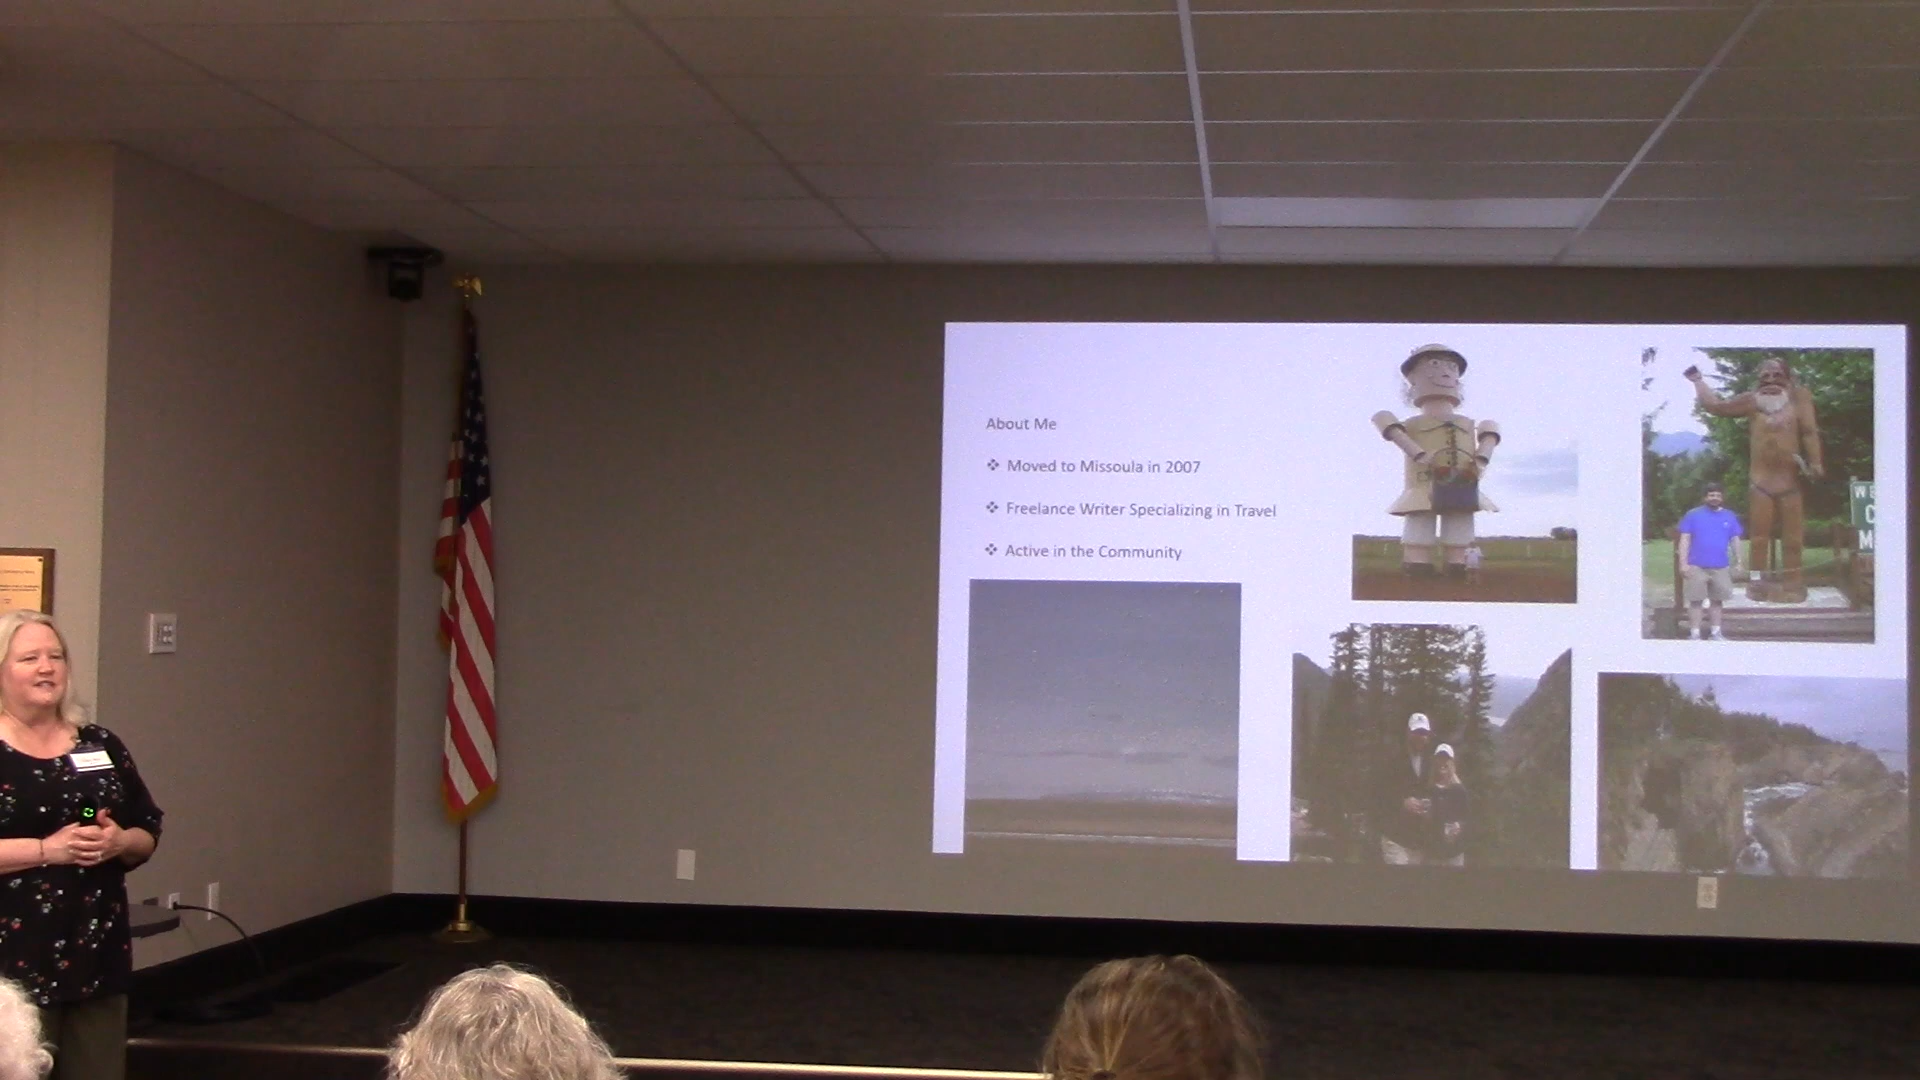 About Me
❖ Moved to Missoula in 2007
❖ Freelance Writer Specializing in Travel
❖ Active in the Community